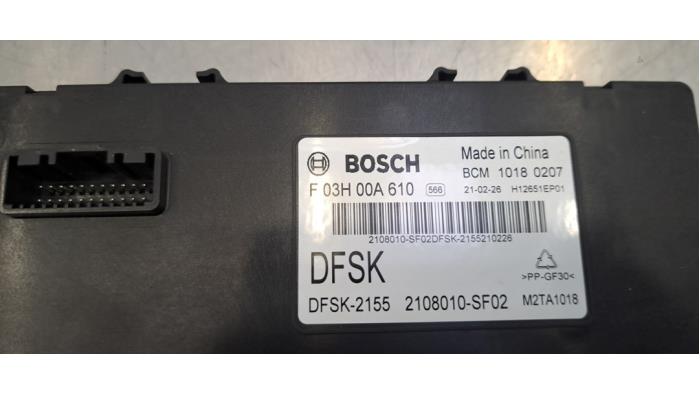 BOSCH
Made in China
F 03H 00A 610 566
BCM 1018 0207
21-02-26 H12651EP01
2108010-SF02DFSK-2155210226
DFSK
>PP-GF30<
DFSK-2155 2108010-SF02 M2TA1018